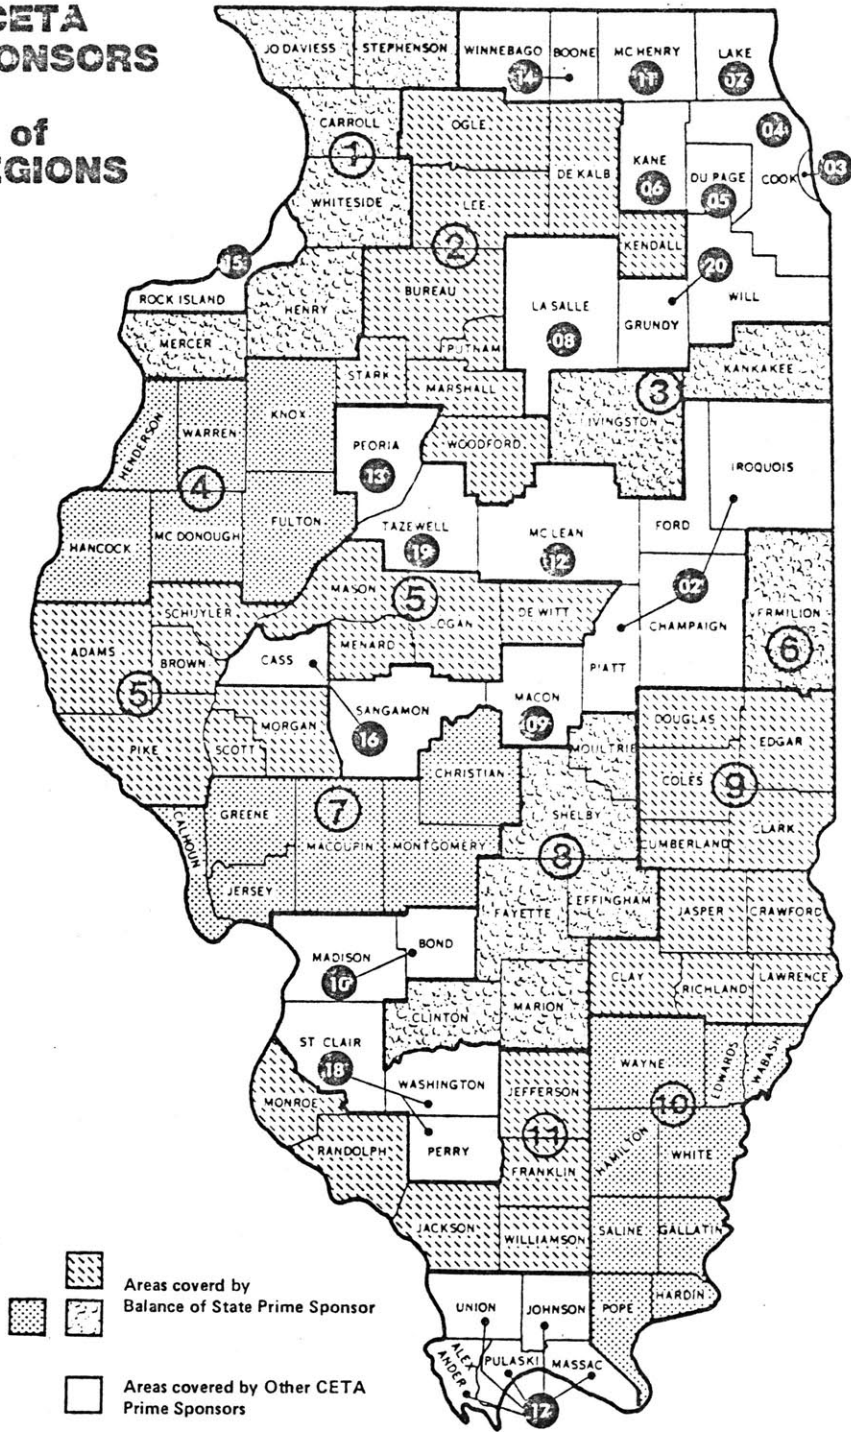 CETA
ONSORS
of
EGIONS
JO DAVIESS
STEPHENSON
WINNEBAGO
BOONE
MC HENRY
LAKE
14
11
07
CARROLL
OGLE
04
1
KANE
DE KALB
06
DU PAGE
COOK
03
05
WHITESIDE
LEE
2
KENDALL
15
20
BUREAU
ROCK ISLAND
HENRY
LA SALLE
WILL
GRUNDY
08
MERCER
PUTNAM
STARK
MARSHALL
KANKAKEE
3
KNOX
WARREN
HENDERSON
LIVINGSTON
PEORIA
WOODFORD
13
IROQUOIS
4
FULTON
TAZEWELL
MC LEAN
FORD
HANCOCK
MC DONOUGH
19
12
MASON
5
02
SCHUYLER
LOGAN
DE WITT
CHAMPAIGN
VERMILION
ADAMS
MENARD
BROWN
CASS
6
PIATT
5
SANGAMON
MACON
PIKE
MORGAN
16
09
DOUGLAS
SCOTT
MOULTRIE
EDGAR
CHRISTIAN
COLES
9
CALHOUN
GREENE
7
SHELBY
MACOUPIN
MONTGOMERY
CUMBERLAND
CLARK
8
JERSEY
EFFINGHAM
FAYETTE
JASPER
CRAWFORD
BOND
MADISON
CLAY
RICHLAND
LAWRENCE
10
MARION
CLINTON
ST CLAIR
WAYNE
EDWARDS
WABASH
18
WASHINGTON
JEFFERSON
MONROE
10
11
RANDOLPH
PERRY
HAMILTON
WHITE
FRANKLIN
JACKSON
WILLIAMSON
SALINE
GALLATIN
Areas coverd by
Balance of State Prime Sponsor
HARDIN
UNION
JOHNSON
POPE
ALEX
ANDER
PULASKI
MASSAC
Areas covered by Other CETA
Prime Sponsors